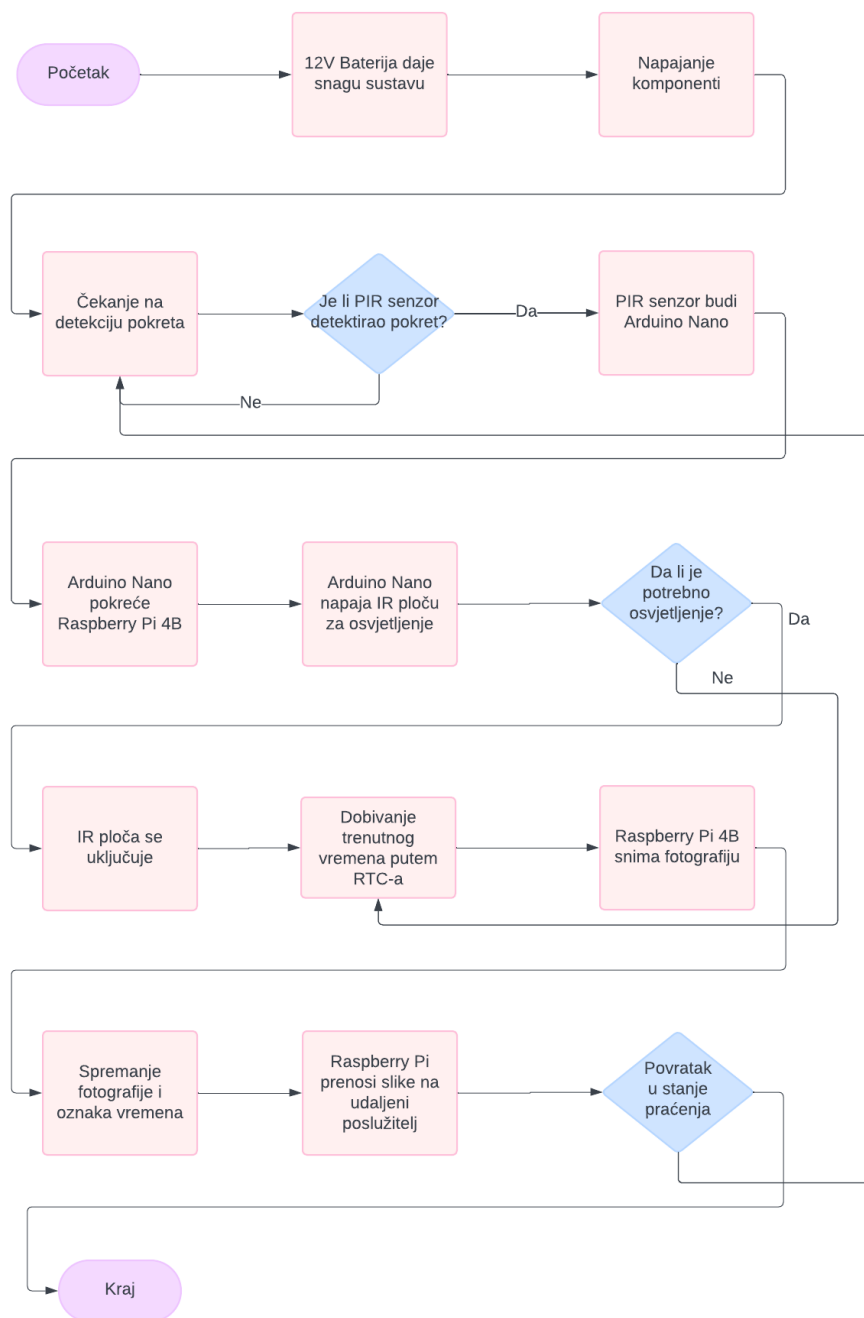 Početak
12V Baterija daje
snagu sustavu
Napajanje
komponenti
Čekanje na
detekciju pokreta
Je li PIR senzor
detektirao pokret?
Da
PIR senzor budi
Arduino Nano
Ne
Arduino Nano
pokreće
Raspberry Pi 4B
Arduino Nano
napaja IR ploču
za osvjetljenje
Da li je
potrebno
osvjetljenje?
Da
Ne
IR ploča se
uključuje
Dobivanje
trenutnog
vremena putem
RTC-a
Raspberry Pi 4B
snima fotografiju
Spremanje
fotografije i
oznaka vremena
Raspberry Pi
prenosi slike na
udaljeni
poslužitelj
Povratak
u stanje
praćenja
Kraj